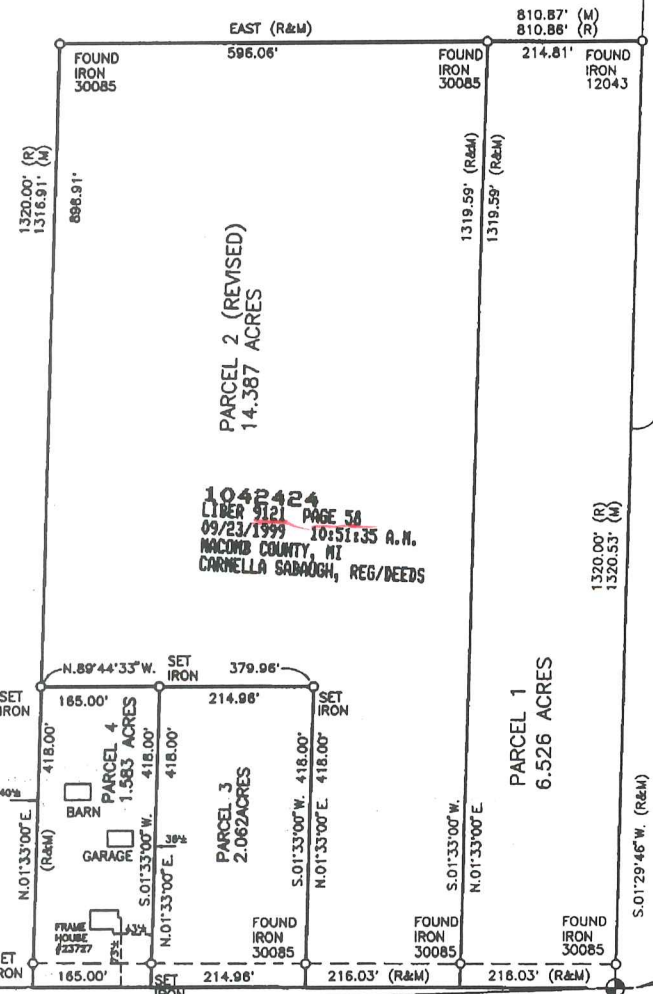 810.87' (M)
810.86' (R)
EAST (R&M)
596.06'
214.81'
FOUND
IRON
30085
FOUND
IRON
30085
FOUND
IRON
12043
1320.00' (R)
1316.91' (M)
898.91'
1319.59' (R&M)
1319.59' (R&M)
PARCEL 2 (REVISED)
14.387 ACRES
1042424
LIBER 9121 PAGE 58
09/23/1999 10:51:35 A.M.
MACOMB COUNTY, MI
CARMELLA SABAUGH, REG/DEEDS
1320.00' (R)
1320.53' (M)
N.89°44'33"W.
SET
IRON
379.96'
SET
IRON
165.00'
214.96'
SET
IRON
418.00'
PARCEL 4
1.583 ACRES
418.00'
418.00'
PARCEL 3
2.062ACRES
418.00'
418.00'
PARCEL 1
6.526 ACRES
BARN
GARAGE
N.01°33'00"E.
(R&M)
S.01°33'00"W.
N.01°33'00"E.
S.01°33'00"W.
N.01°33'00"E.
S.01°33'00"W.
N.01°33'00"E.
S.01°29'46"W. (R&M)
FRAME
HOUSE
#23727
43'±
FOUND
IRON
30085
FOUND
IRON
30085
FOUND
IRON
30085
165.00'
SET
IRON
214.96'
216.03' (R&M)
216.03' (R&M)